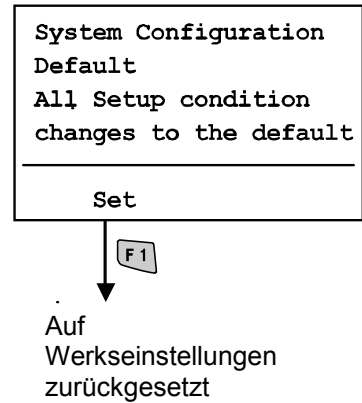 System Configuration
Default
All Setup condition
changes to the default
Set
F1
Auf
Werkseinstellungen
zurückgesetzt